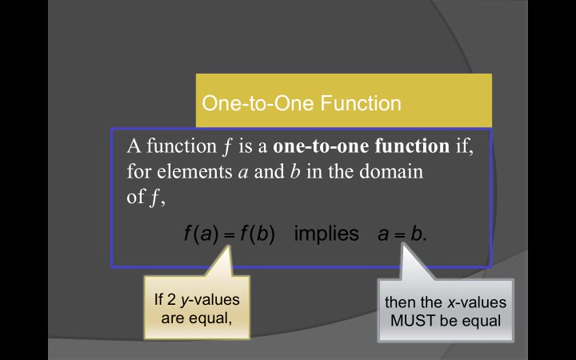 One-to-One Function
A function f is a one-to-one function if,
for elements a and b in the domain
of f,
f (a) = f (b) implies a = b.
If 2 y-values
are equal,
then the x-values
MUST be equal